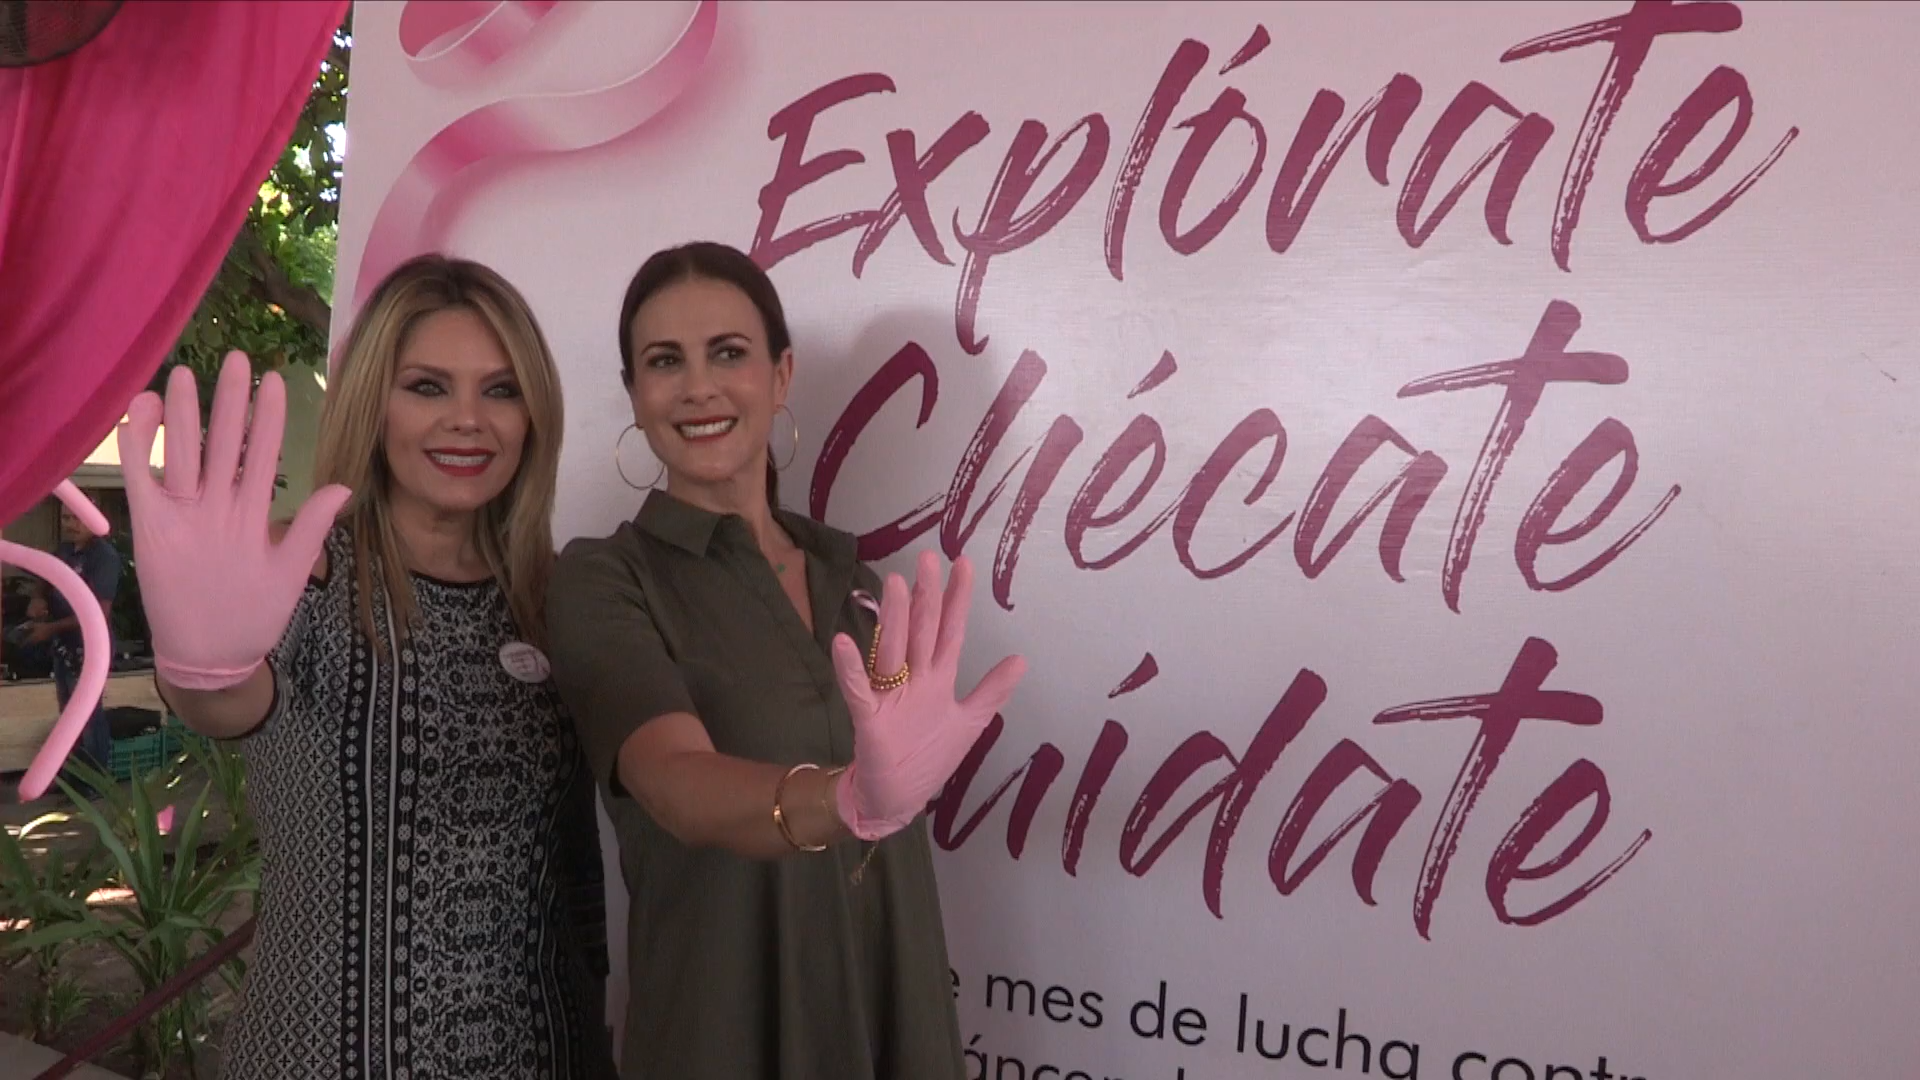 Explórate
Chécate
uídate
e mes de lucha contr
áncer